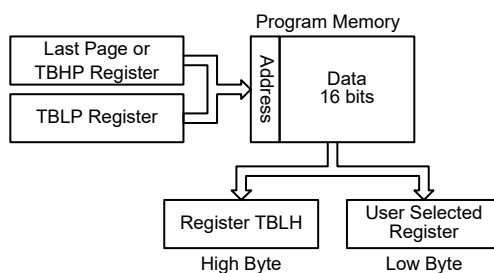 Program Memory
Last Page or
TBHP Register
TBLP Register
Address
Data
16 bits
Register TBLH
User Selected
Register
High Byte
Low Byte